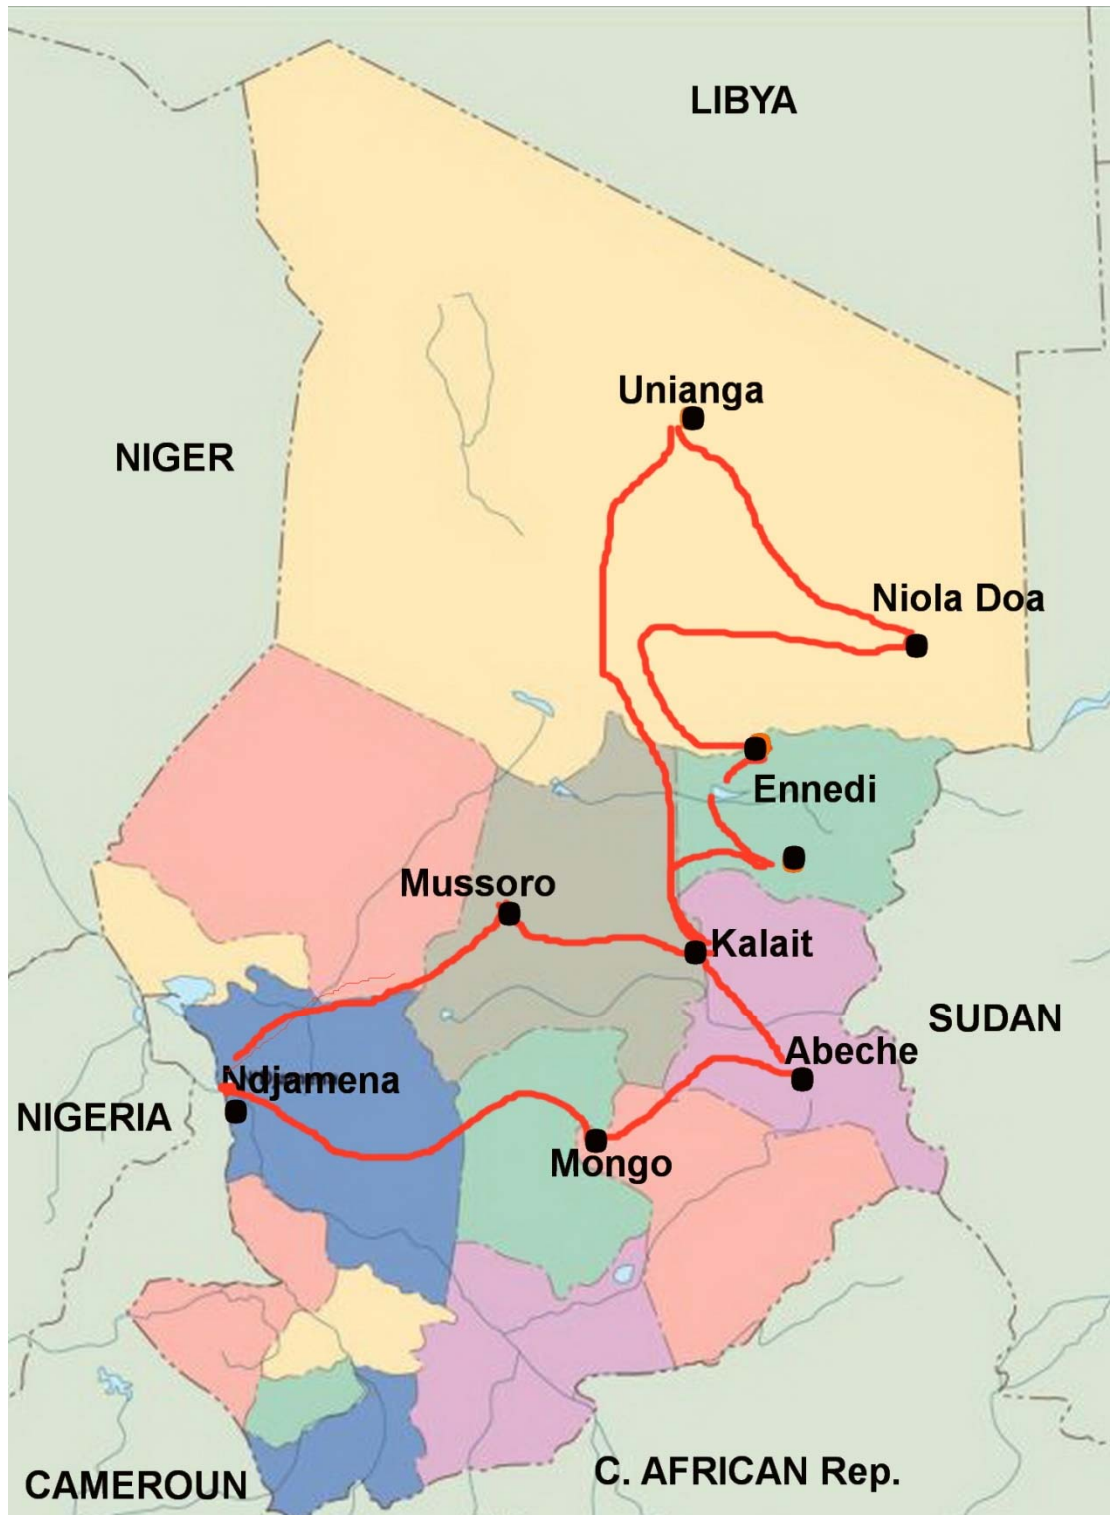 LIBYA
Unianga
NIGER
Niola Doa
Ennedi
Mussoro
Kalait
SUDAN
Abeche
Ndjamena
NIGERIA
Mongo
C. AFRICAN Rep.
CAMEROUN